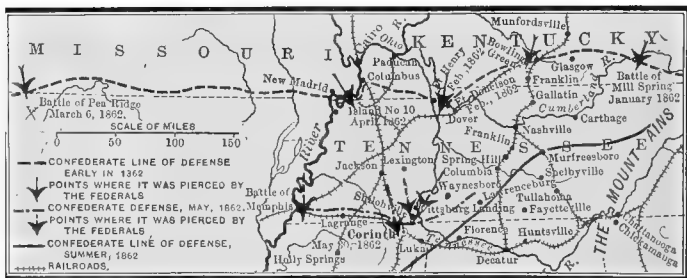 MISSOURI
KENTUCKY
TENNESSEE
Munfordsville
Cairo
Ohio R.
Paducah
Columbus
New Madrid
Ft Henry
Feb., 1862
Bowling
Green
Glasgow
Franklin
Gallatin
Battle of
Mill Spring
January 1862
Battle of Pea Ridge
March 6, 1862.
SCALE OF MILES
0 50 100 150
Island No 10
April 1862
Ft Donelson
Feb., 1862
Dover
Cumberland R.
Carthage
Nashville
River
Franklin
Murfreesboro
Shelbyville
Jackson
Lexington
Spring Hill
Columbia
Waynesboro
Lawrenceburg
Tullahoma
Fayetteville
Battle of
Memphis
Shiloh
Pittsburg Landing
Lagrange
Corinth
May 30, 1862
Iuka
Holly Springs
Florence
Huntsville
Tennessee
R.
Decatur
THE MOUNTAINS
Chattanooga
Chickamauga
CONFEDERATE LINE OF DEFENSE
EARLY IN 1862
POINTS WHERE IT WAS PIERCED BY
THE FEDERALS
CONFEDERATE DEFENSE, MAY, 1862
POINTS WHERE IT WAS PIERCED BY
THE FEDERALS
CONFEDERATE LINE OF DEFENSE,
SUMMER, 1862
RAILROADS.